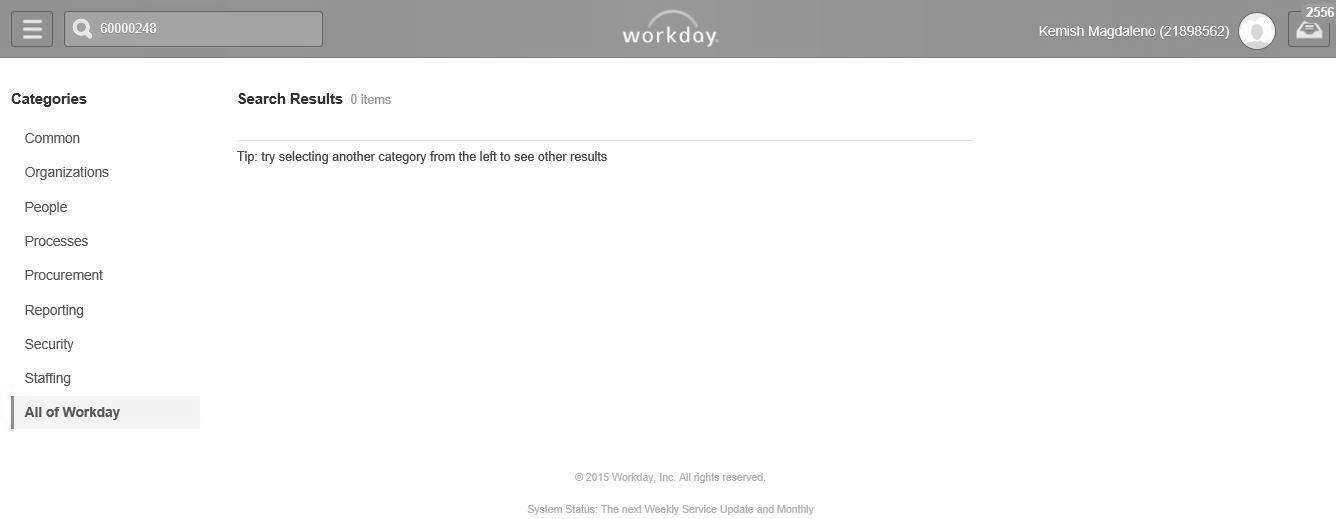 60000248
workday.
Kemish Magdaleno (21898562)
2556
Categories
Common
Organizations
People
Processes
Procurement
Reporting
Security
Staffing
All of Workday
Search Results 0 items
Tip: try selecting another category from the left to see other results
© 2015 Workday, Inc. All rights reserved.
System Status: The next Weekly Service Update and Monthly